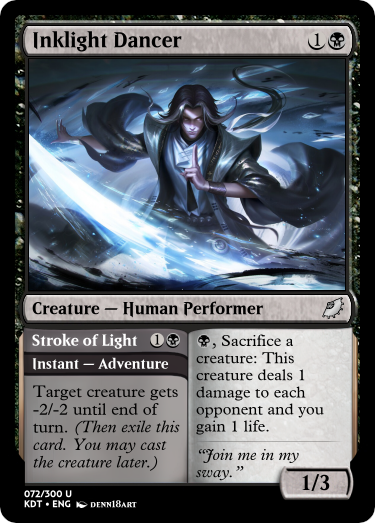 Inklight Dancer 1
Creature — Human Performer
Stroke of Light 1
Instant — Adventure
Target creature gets
-2/-2 until end of
turn. (Then exile this
card. You may cast
the creature later.)
, Sacrifice a
creature: This
creature deals 1
damage to each
opponent and you
gain 1 life.
“Join me in my
sway.”
1/3
072/300 U
KDT • ENG DENN18ART